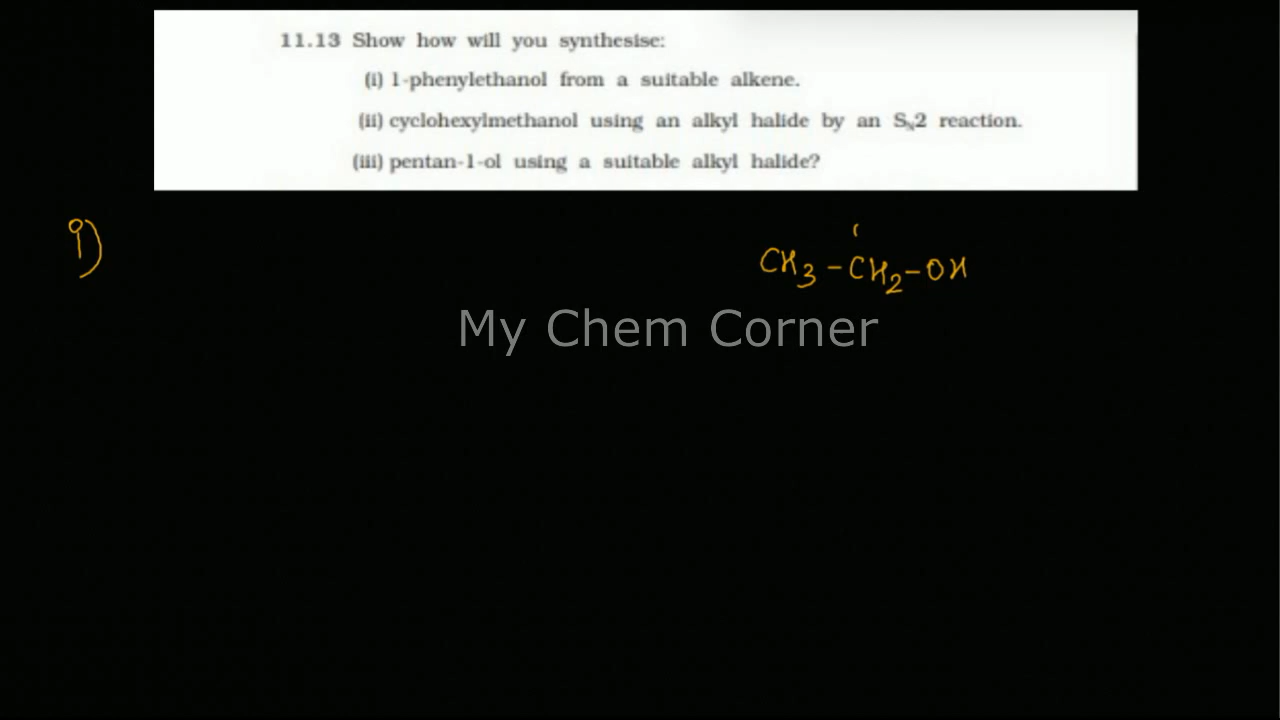 11.13 Show how will you synthesise:
(i) 1-phenylethanol from a suitable alkene.
(ii) cyclohexylmethanol using an alkyl halide by an SN2 reaction.
(iii) pentan-1-ol using a suitable alkyl halide?
i)
CH3-CH2-OH
My Chem Corner